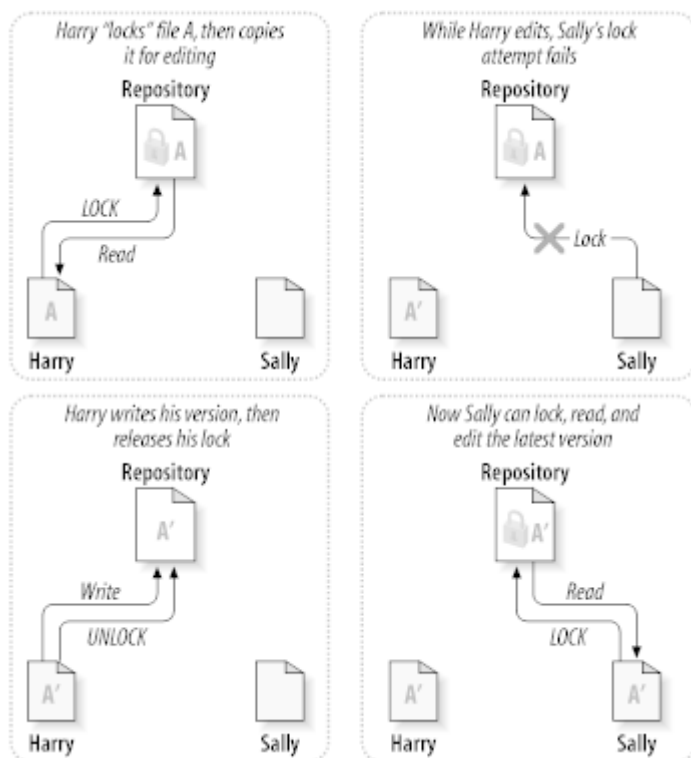 Harry “locks” file A, then copies
it for editing
Repository
A
LOCK
Read
A
Harry
Sally
While Harry edits, Sally’s lock
attempt fails
Repository
A
Lock
A’
Harry
Sally
Harry writes his version, then
releases his lock
Repository
A’
Write
UNLOCK
A’
Harry
Sally
Now Sally can lock, read, and
edit the latest version
Repository
A’
Read
LOCK
A’
A’
Harry
Sally